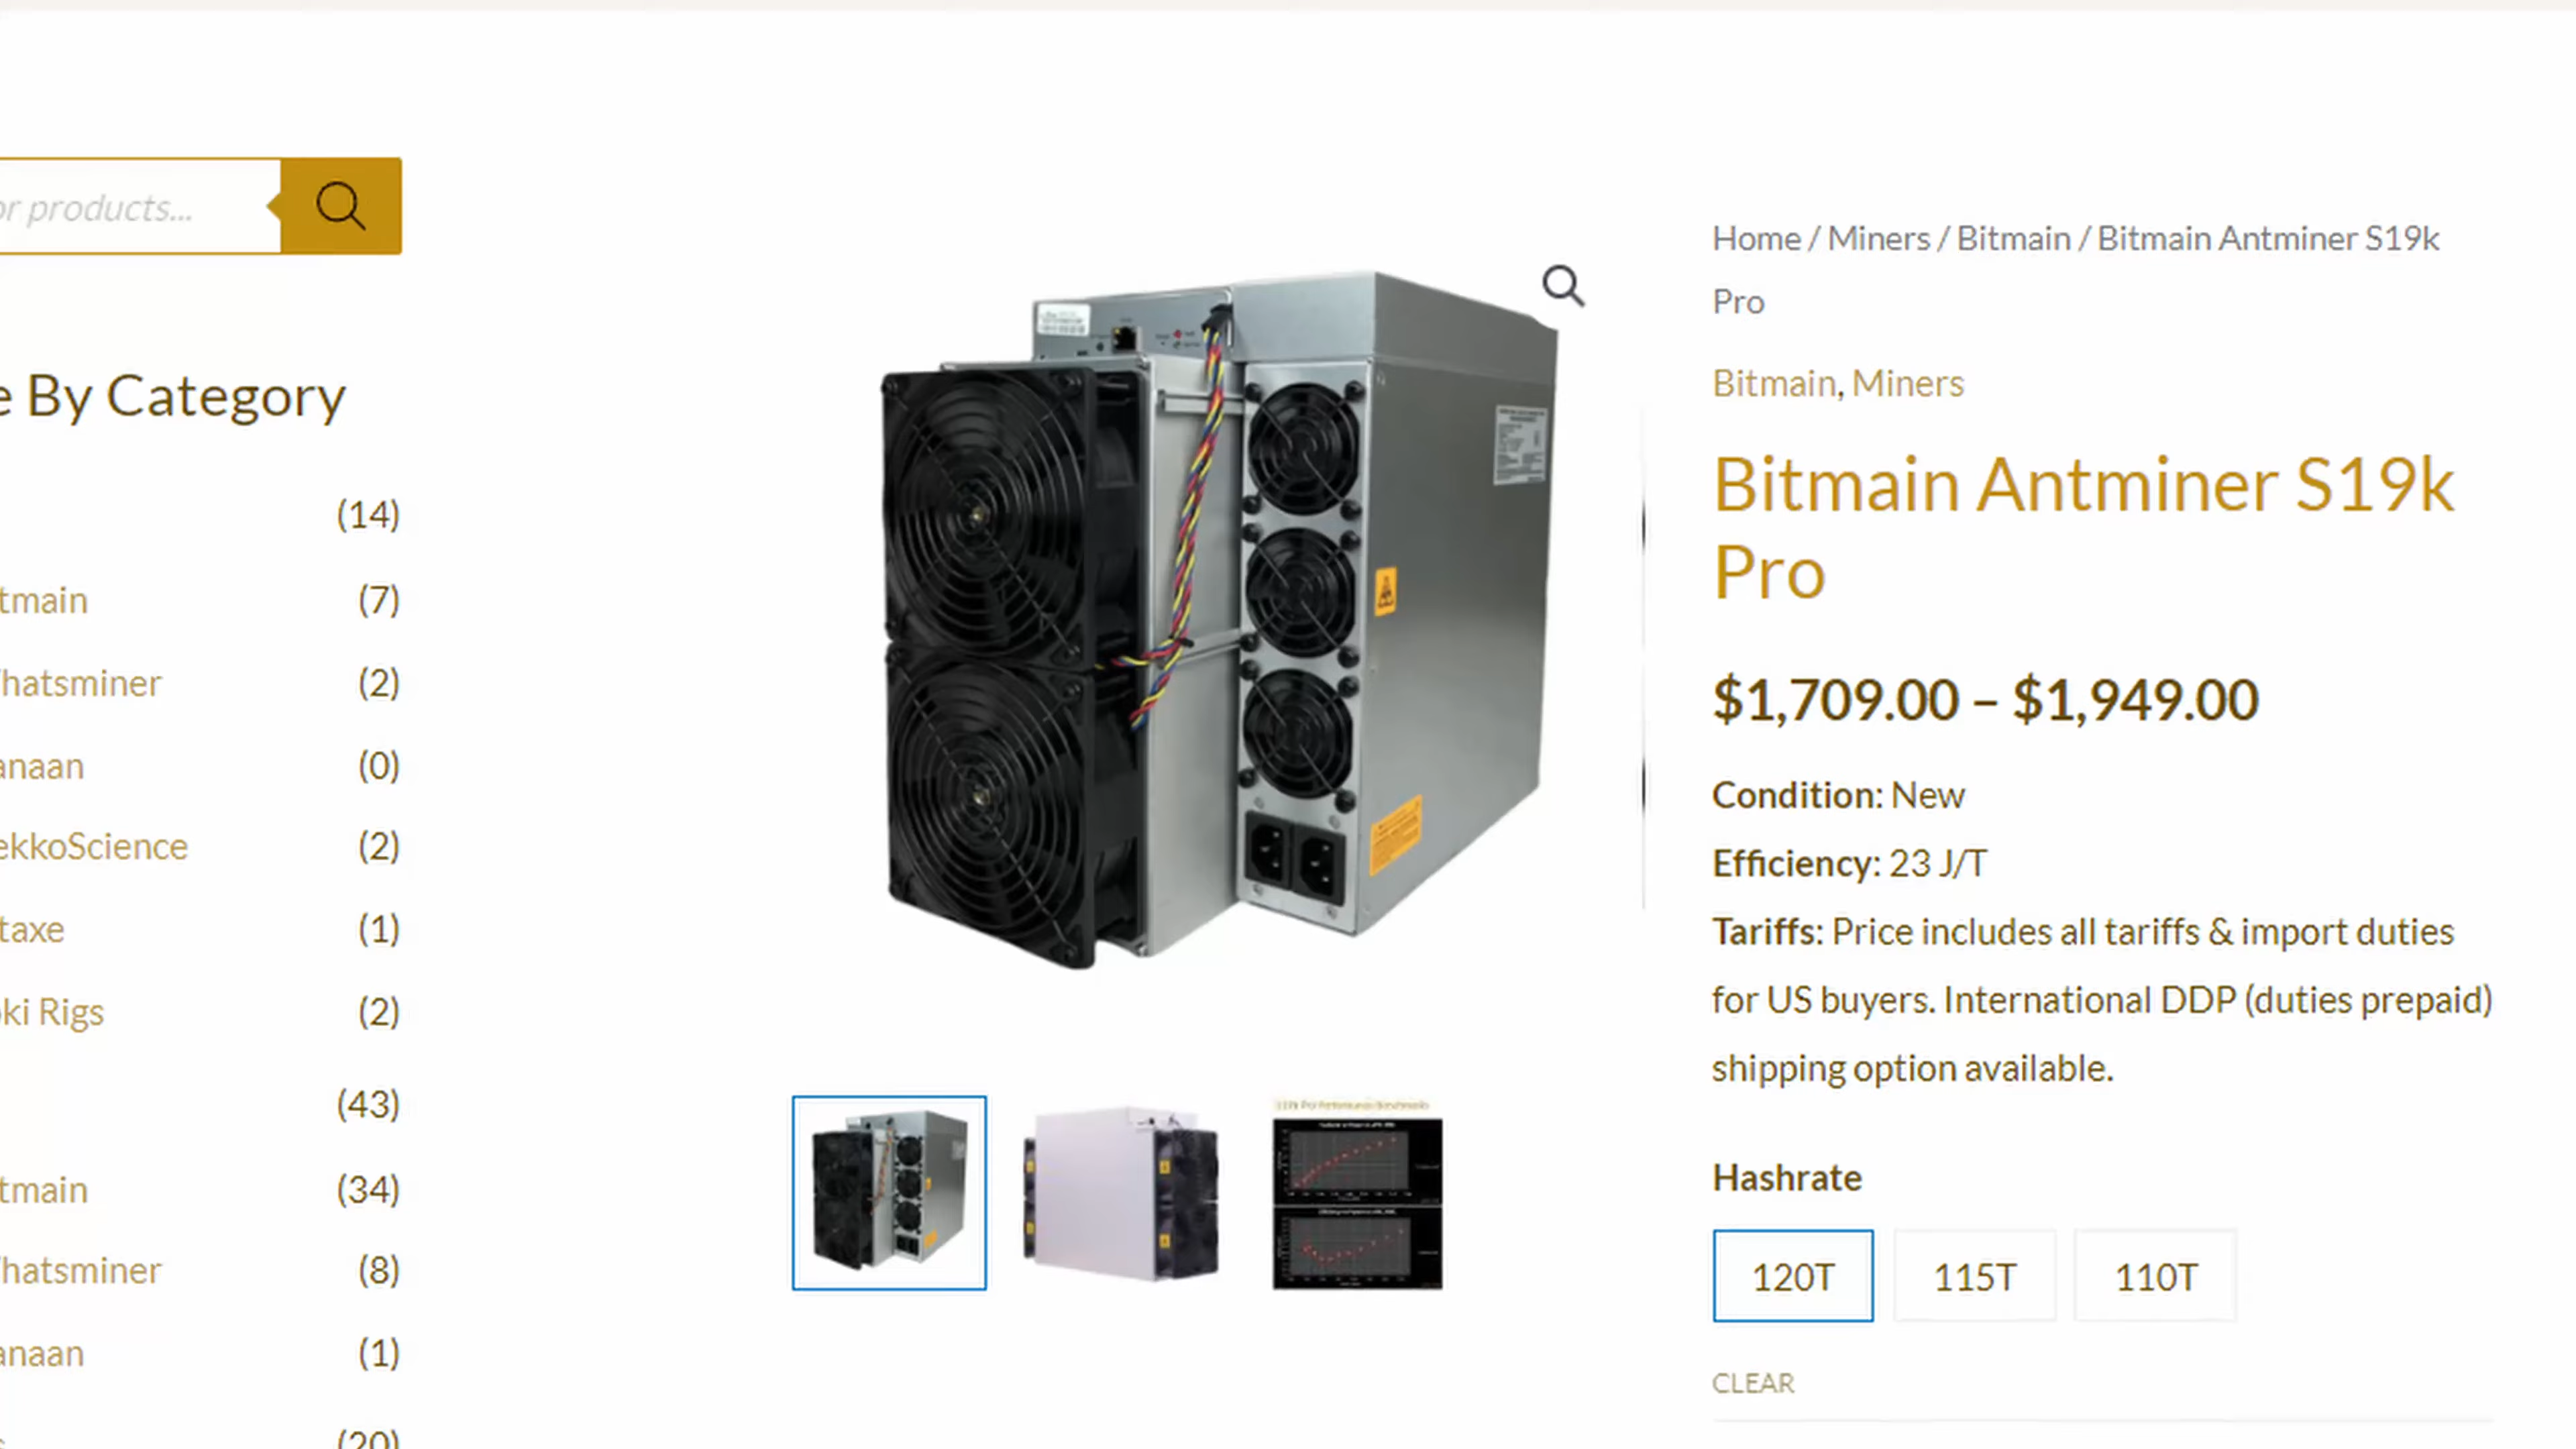 or products...
e By Category
(14)
tmain (7)
hatsminer (2)
anaan (0)
ekkoScience (2)
taxe (1)
ki Rigs (2)
(43)
tmain (34)
hatsminer (8)
anaan (1)
(20)
Home / Miners / Bitmain / Bitmain Antminer S19k
Pro
Bitmain, Miners
Bitmain Antminer S19k
Pro
$1,709.00 – $1,949.00
Condition: New
Efficiency: 23 J/T
Tariffs: Price includes all tariffs & import duties
for US buyers. International DDP (duties prepaid)
shipping option available.
Hashrate
120T 115T 110T
CLEAR